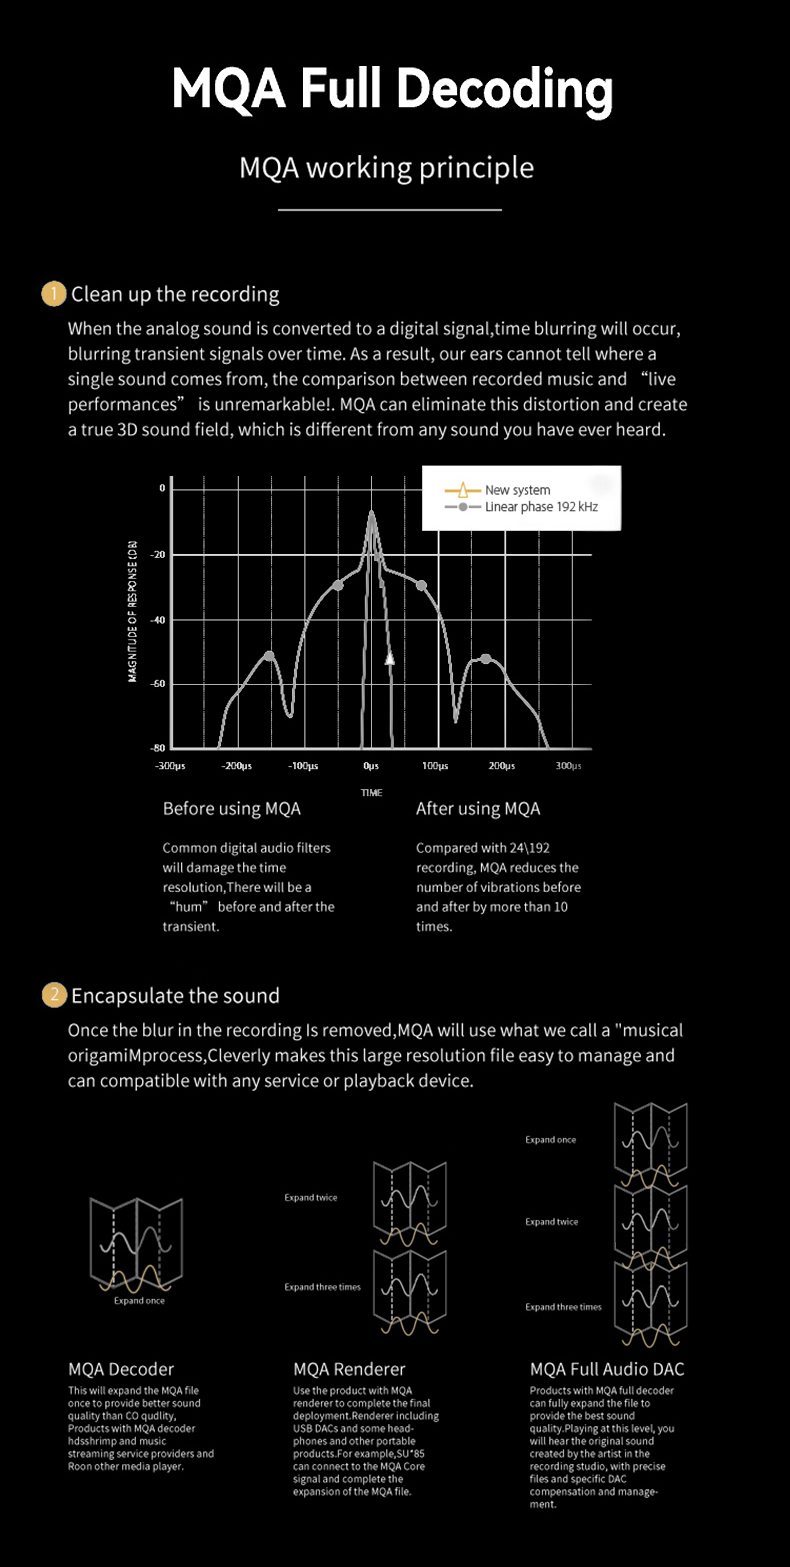 MQA Full Decoding
MQA working principle
1 Clean up the recording
When the analog sound is converted to a digital signal,time blurring will occur,
blurring transient signals over time. As a result, our ears cannot tell where a
single sound comes from, the comparison between recorded music and “live
performances” is unremarkable!. MQA can eliminate this distortion and create
a true 3D sound field, which is different from any sound you have ever heard.
New system
Linear phase 192 kHz
MAGNITUDE OF RESPONSE (DB)
0
-20
-40
-60
-80
-300µs -200µs -100µs 0µs 100µs 200µs 300µs
TIME
Before using MQA
Common digital audio filters
will damage the time
resolution,There will be a
“hum” before and after the
transient.
After using MQA
Compared with 24\192
recording, MQA reduces the
number of vibrations before
and after by more than 10
times.
2 Encapsulate the sound
Once the blur in the recording Is removed,MQA will use what we call a "musical
origamiMprocess,Cleverly makes this large resolution file easy to manage and
can compatible with any service or playback device.
Expand once
MQA Decoder
This will expand the MQA file
once to provide better sound
quality than CO qudlity,
Products with MQA decoder
hdsshrimp and music
streaming service providers and
Roon other media player.
Expand twice
Expand three times
MQA Renderer
Use the product with MQA
renderer to complete the final
deployment.Renderer including
USB DACs and some head-
phones and other portable
products.For example,SU*85
can connect to the MQA Core
signal and complete the
expansion of the MQA file.
Expand once
Expand twice
Expand three times
MQA Full Audio DAC
Products with MQA full decoder
can fully expand the file to
provide the best sound
quality.Playing at this level, you
will hear the original sound
created by the artist in the
recording studio, with precise
files and specific DAC
compensation and manage-
ment.